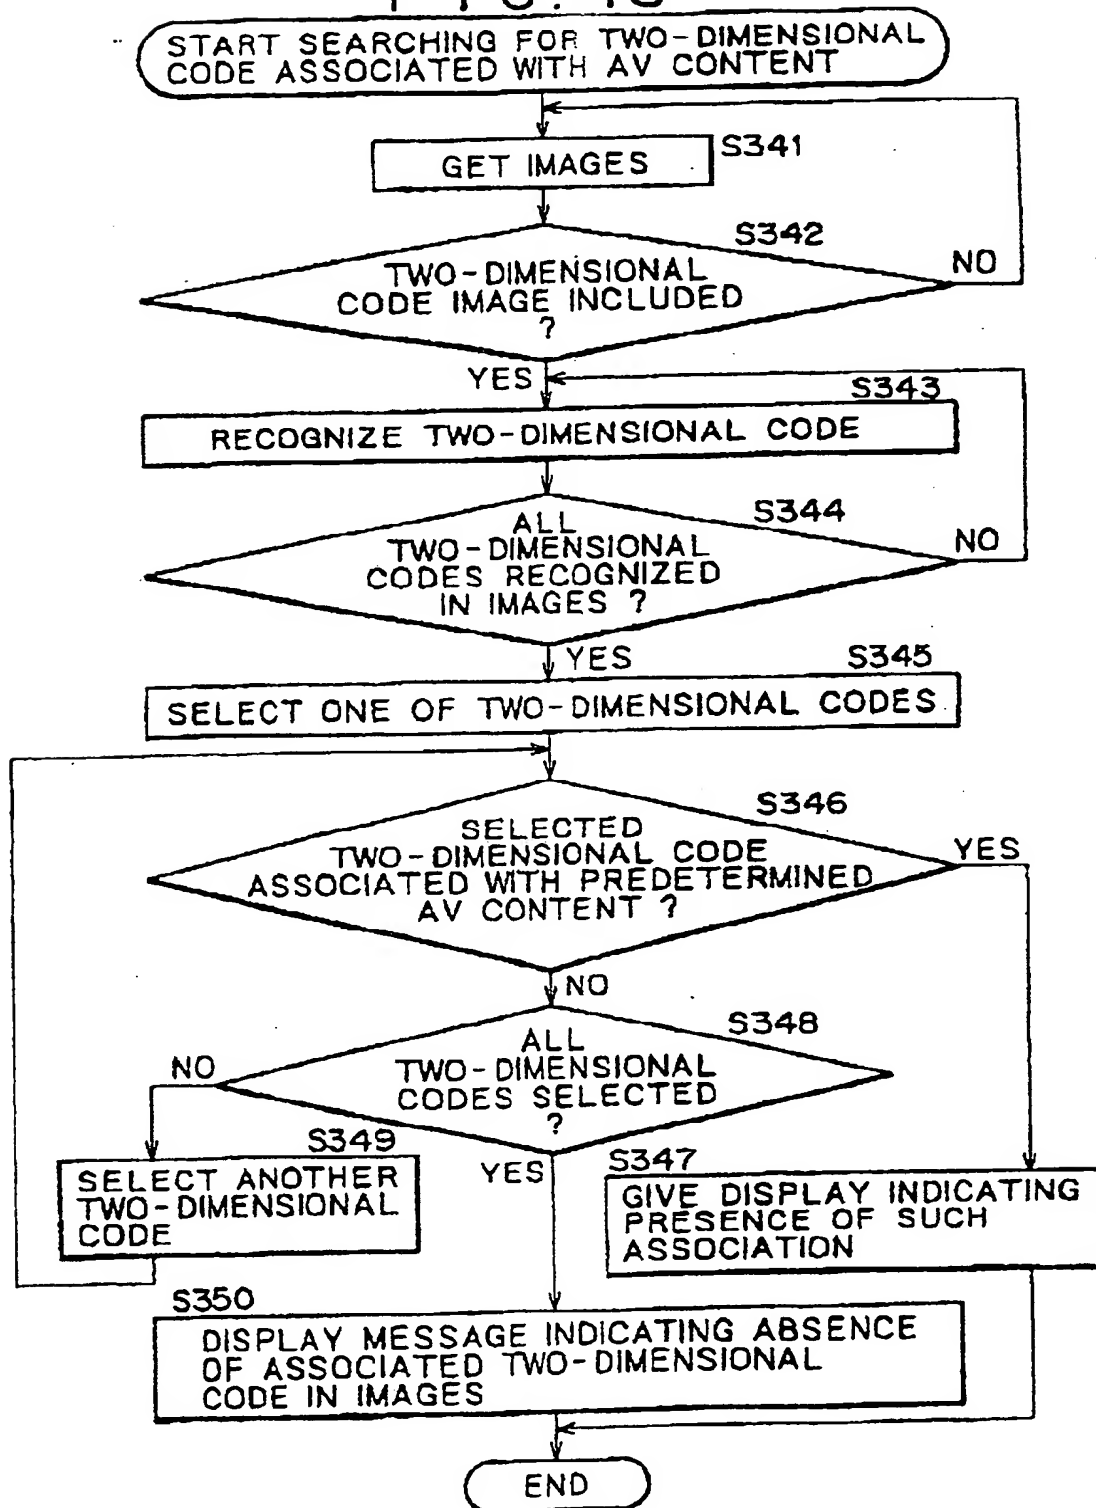 START SEARCHING FOR TWO-DIMENSIONAL
CODE ASSOCIATED WITH AV CONTENT
GET IMAGES
S341
S342
TWO-DIMENSIONAL
CODE IMAGE INCLUDED
?
NO
YES
S343
RECOGNIZE TWO-DIMENSIONAL CODE
S344
ALL
TWO-DIMENSIONAL
CODES RECOGNIZED
IN IMAGES ?
NO
YES
S345
SELECT ONE OF TWO-DIMENSIONAL CODES
S346
SELECTED
TWO-DIMENSIONAL CODE
ASSOCIATED WITH PREDETERMINED
AV CONTENT ?
YES
NO
S348
ALL
TWO-DIMENSIONAL
CODES SELECTED
?
NO
YES
S349
SELECT ANOTHER
TWO-DIMENSIONAL
CODE
S347
GIVE DISPLAY INDICATING
PRESENCE OF SUCH
ASSOCIATION
S350
DISPLAY MESSAGE INDICATING ABSENCE
OF ASSOCIATED TWO-DIMENSIONAL
CODE IN IMAGES
END